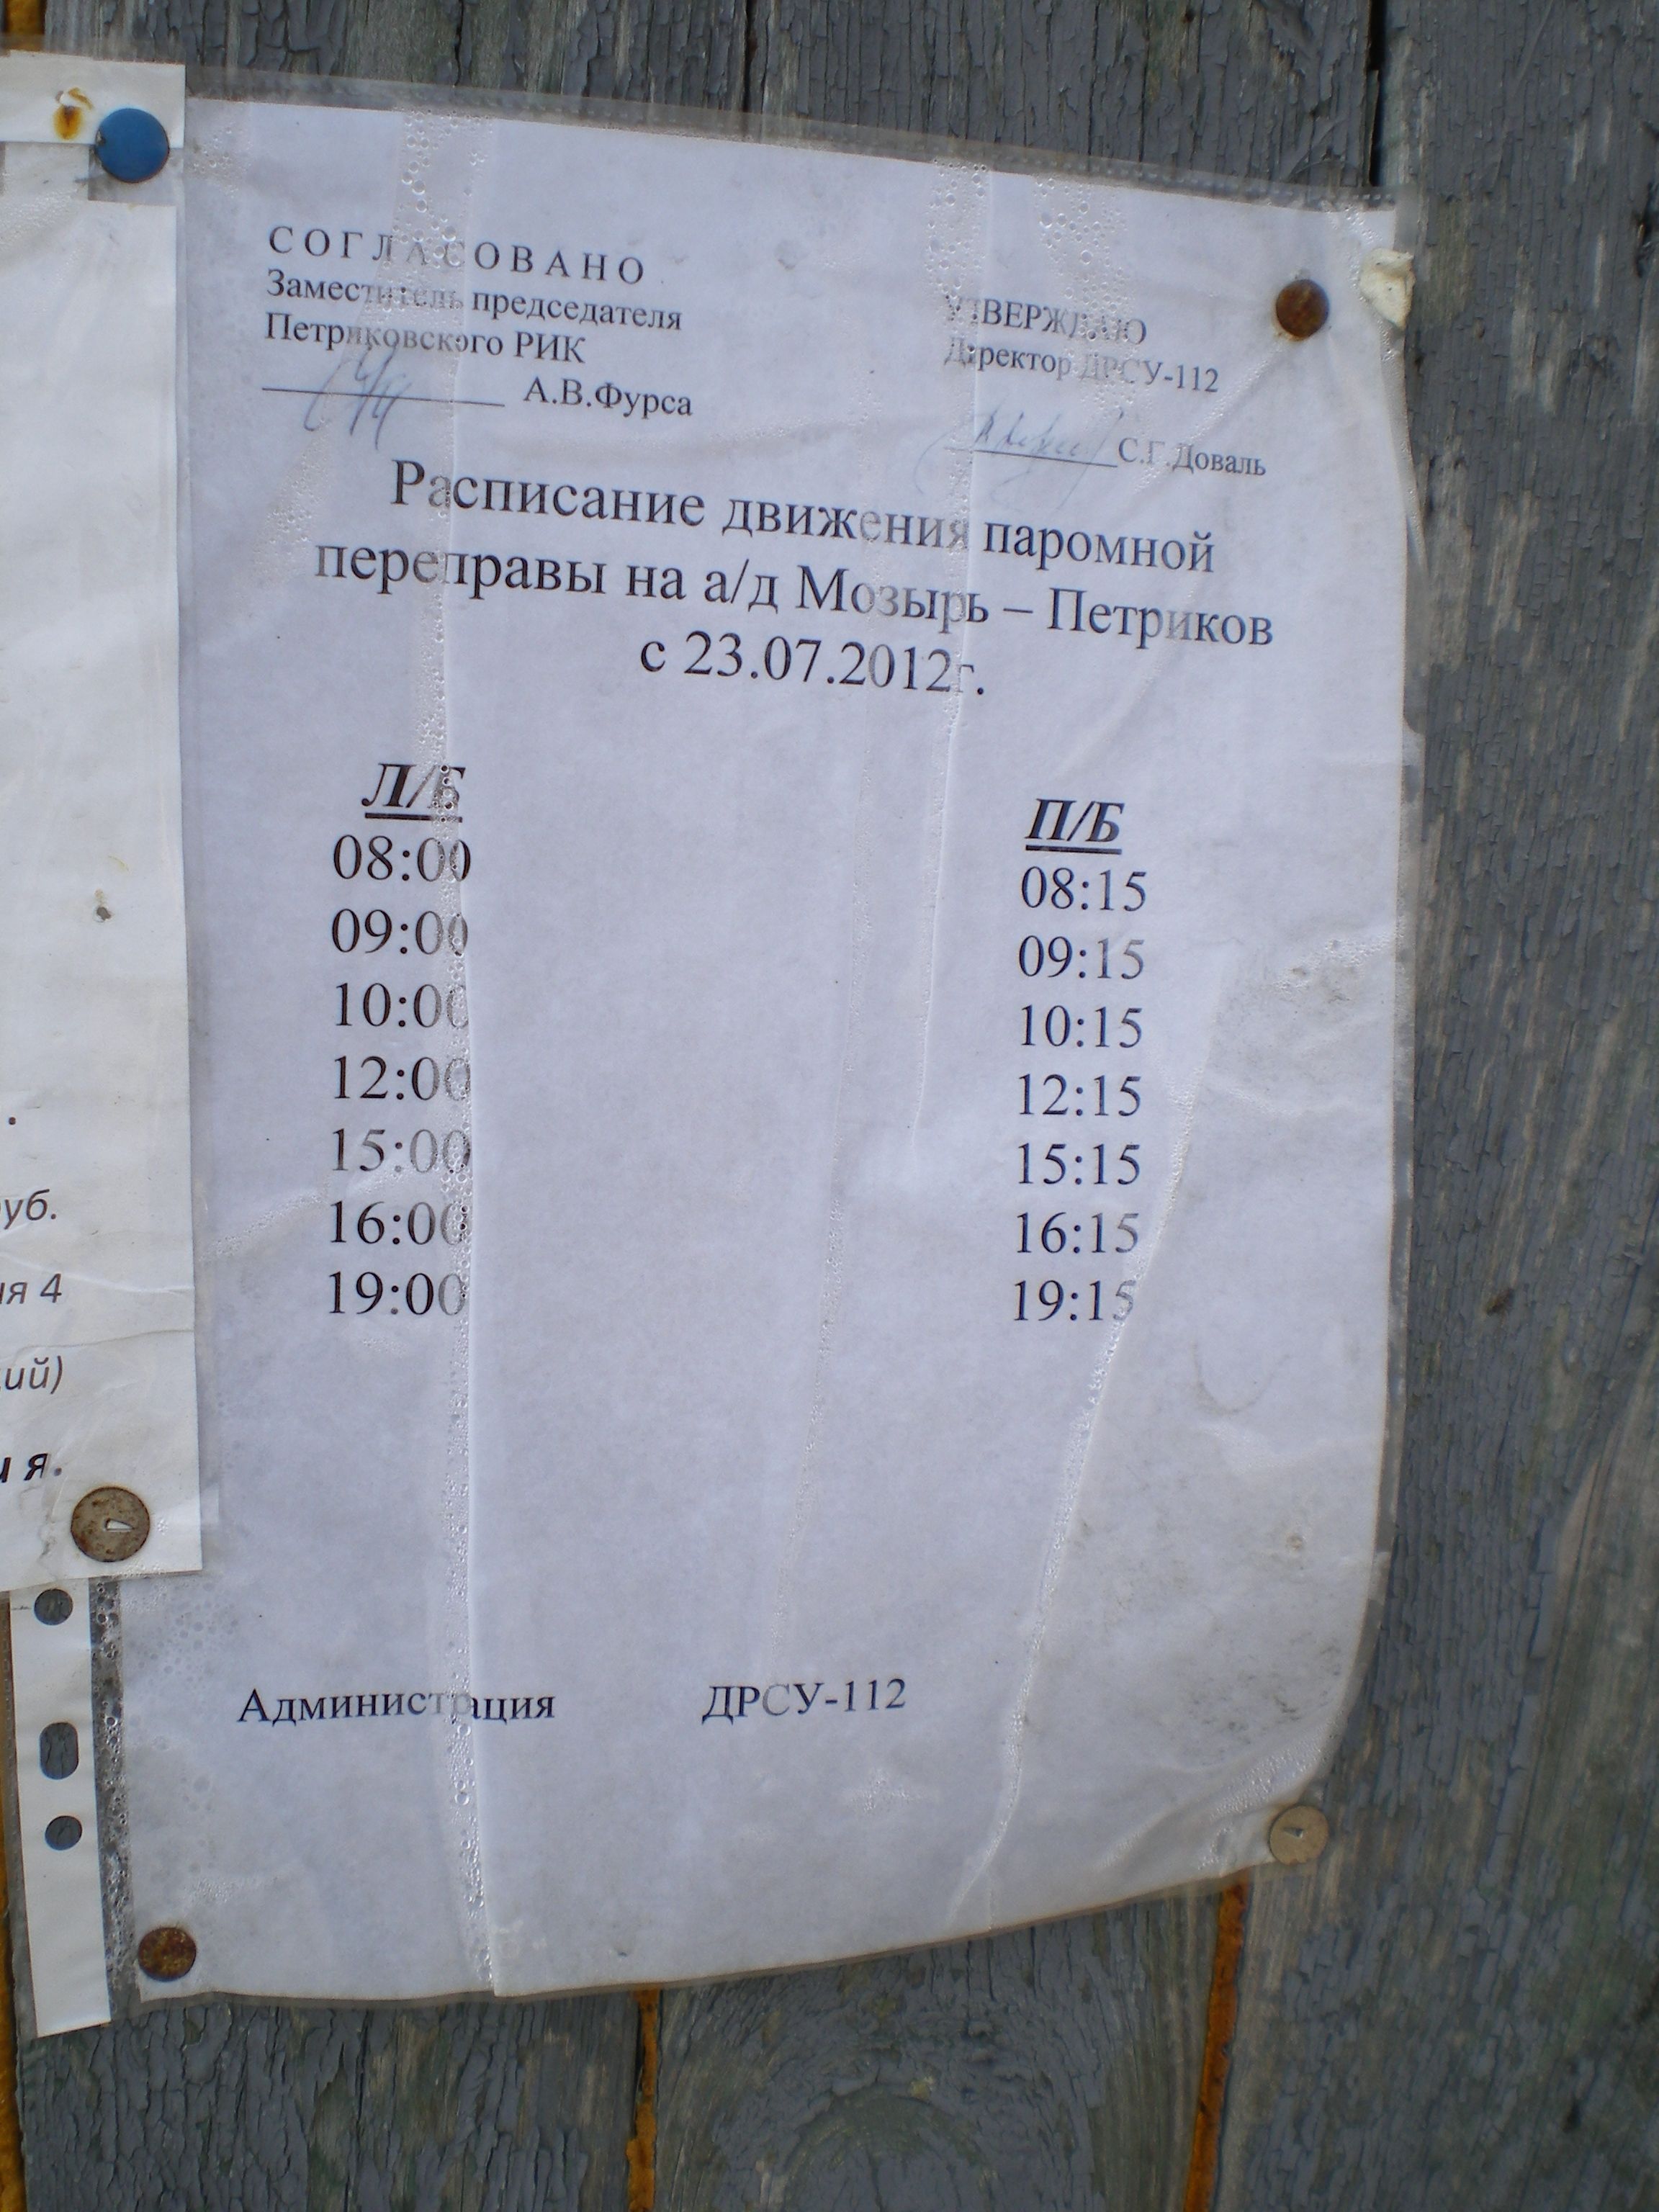 СОГЛАСОВАНО
Заместитель председателя
Петриковского РИК
А.В.Фурса
УТВЕРЖДАЮ
Директор ДРСУ-112
С.Г.Доваль
Расписание движения паромной
переправы на а/д Мозырь – Петриков
с 23.07.2012г.
Л/Б
08:00
09:00
10:00
12:00
15:00
16:00
19:00
П/Б
08:15
09:15
10:15
12:15
15:15
16:15
19:15
Администрация ДРСУ-112
уб.
ия 4
ий)
и я.